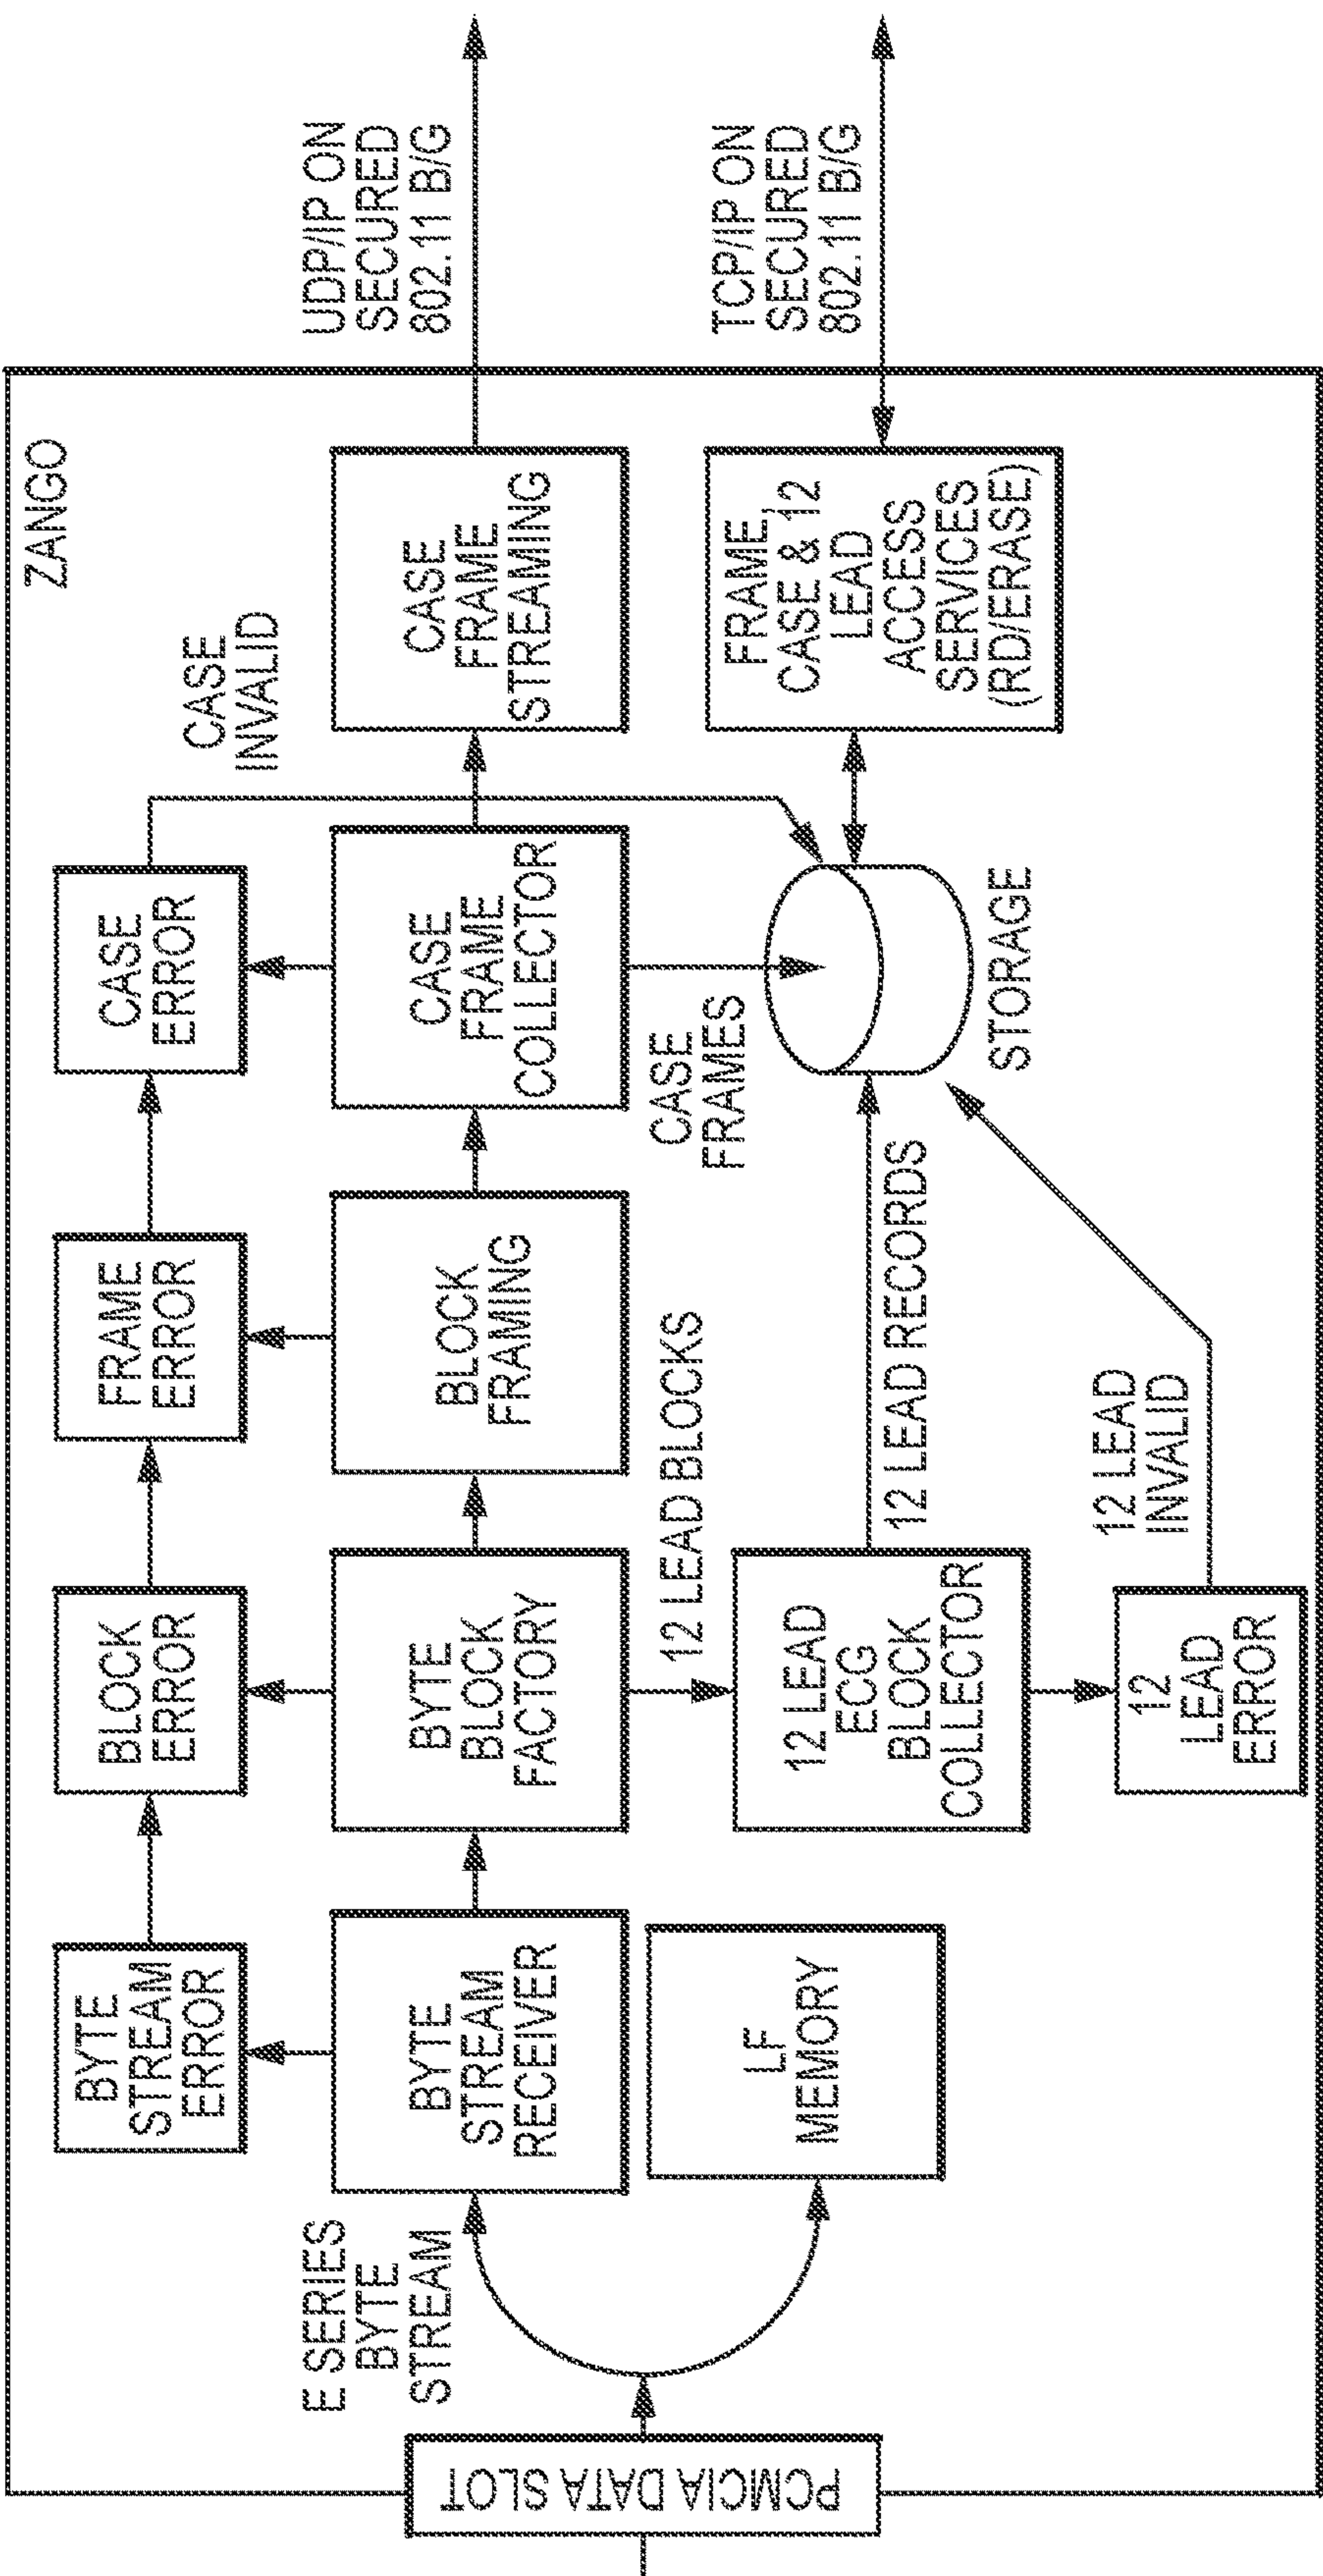 ZANGO
BYTE
STREAM
ERROR
BLOCK
ERROR
FRAME
ERROR
CASE
ERROR
CASE
INVALID
E SERIES
BYTE
STREAM
BYTE
STREAM
RECEIVER
BYTE
BLOCK
FACTORY
BLOCK
FRAMING
CASE
FRAME
COLLECTOR
CASE
FRAME
STREAMING
UDP/IP ON
SECURED
802.11 B/G
PCMCIA DATA SLOT
LF
MEMORY
12 LEAD BLOCKS
CASE
FRAMES
12 LEAD
ECG
BLOCK
COLLECTOR
12 LEAD RECORDS
STORAGE
FRAME,
CASE & 12
LEAD
ACCESS
SERVICES
(RD/ERASE)
TCP/IP ON
SECURED
802.11 B/G
12
LEAD
ERROR
12 LEAD
INVALID